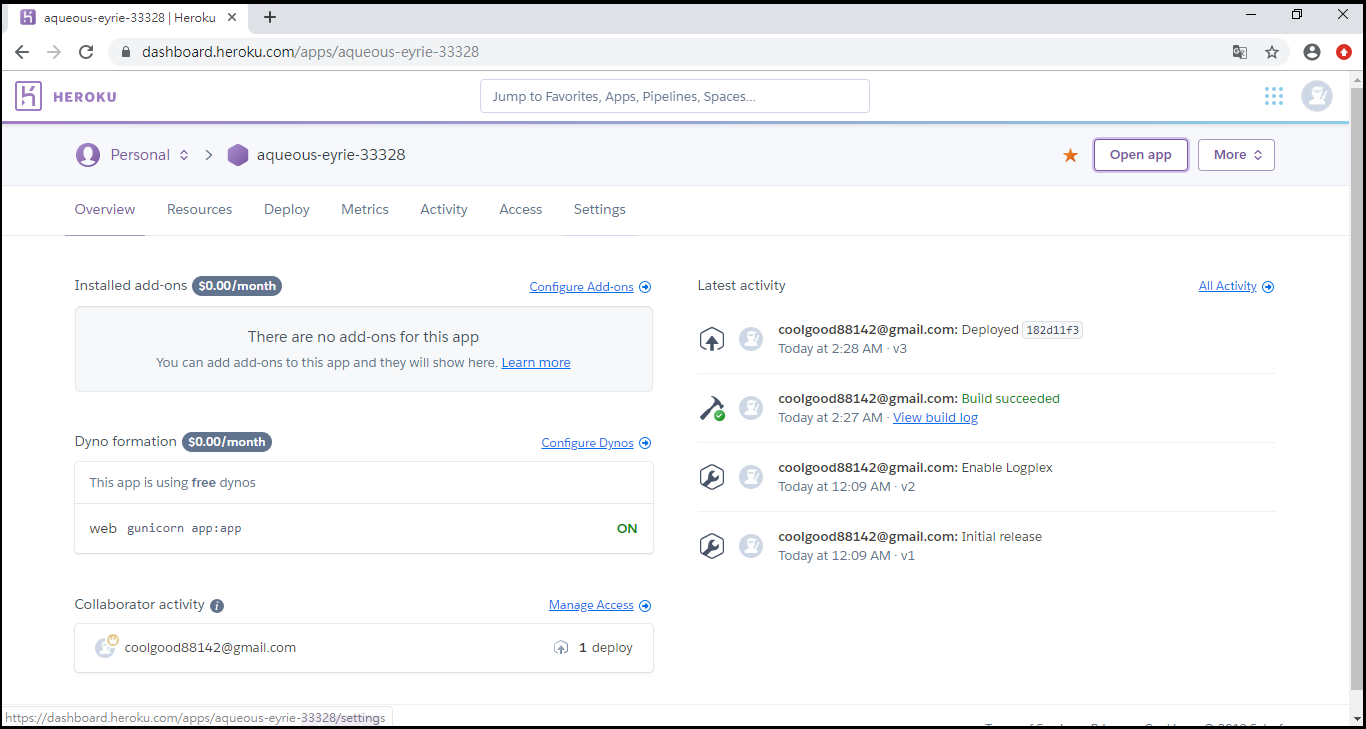 aqueous-eyrie-33328 | Heroku
dashboard.heroku.com/apps/aqueous-eyrie-33328
HEROKU
Jump to Favorites, Apps, Pipelines, Spaces...
Personal
aqueous-eyrie-33328
Open app
More
Overview
Resources
Deploy
Metrics
Activity
Access
Settings
Installed add-ons $0.00/month
Configure Add-ons
There are no add-ons for this app
You can add add-ons to this app and they will show here. Learn more
Dyno formation $0.00/month
Configure Dynos
This app is using free dynos
web gunicorn app:app ON
Collaborator activity
Manage Access
coolgood88142@gmail.com 1 deploy
Latest activity
All Activity
coolgood88142@gmail.com: Deployed 182d11f3
Today at 2:28 AM · v3
coolgood88142@gmail.com: Build succeeded
Today at 2:27 AM · View build log
coolgood88142@gmail.com: Enable Logplex
Today at 12:09 AM · v2
coolgood88142@gmail.com: Initial release
Today at 12:09 AM · v1
https://dashboard.heroku.com/apps/aqueous-eyrie-33328/settings